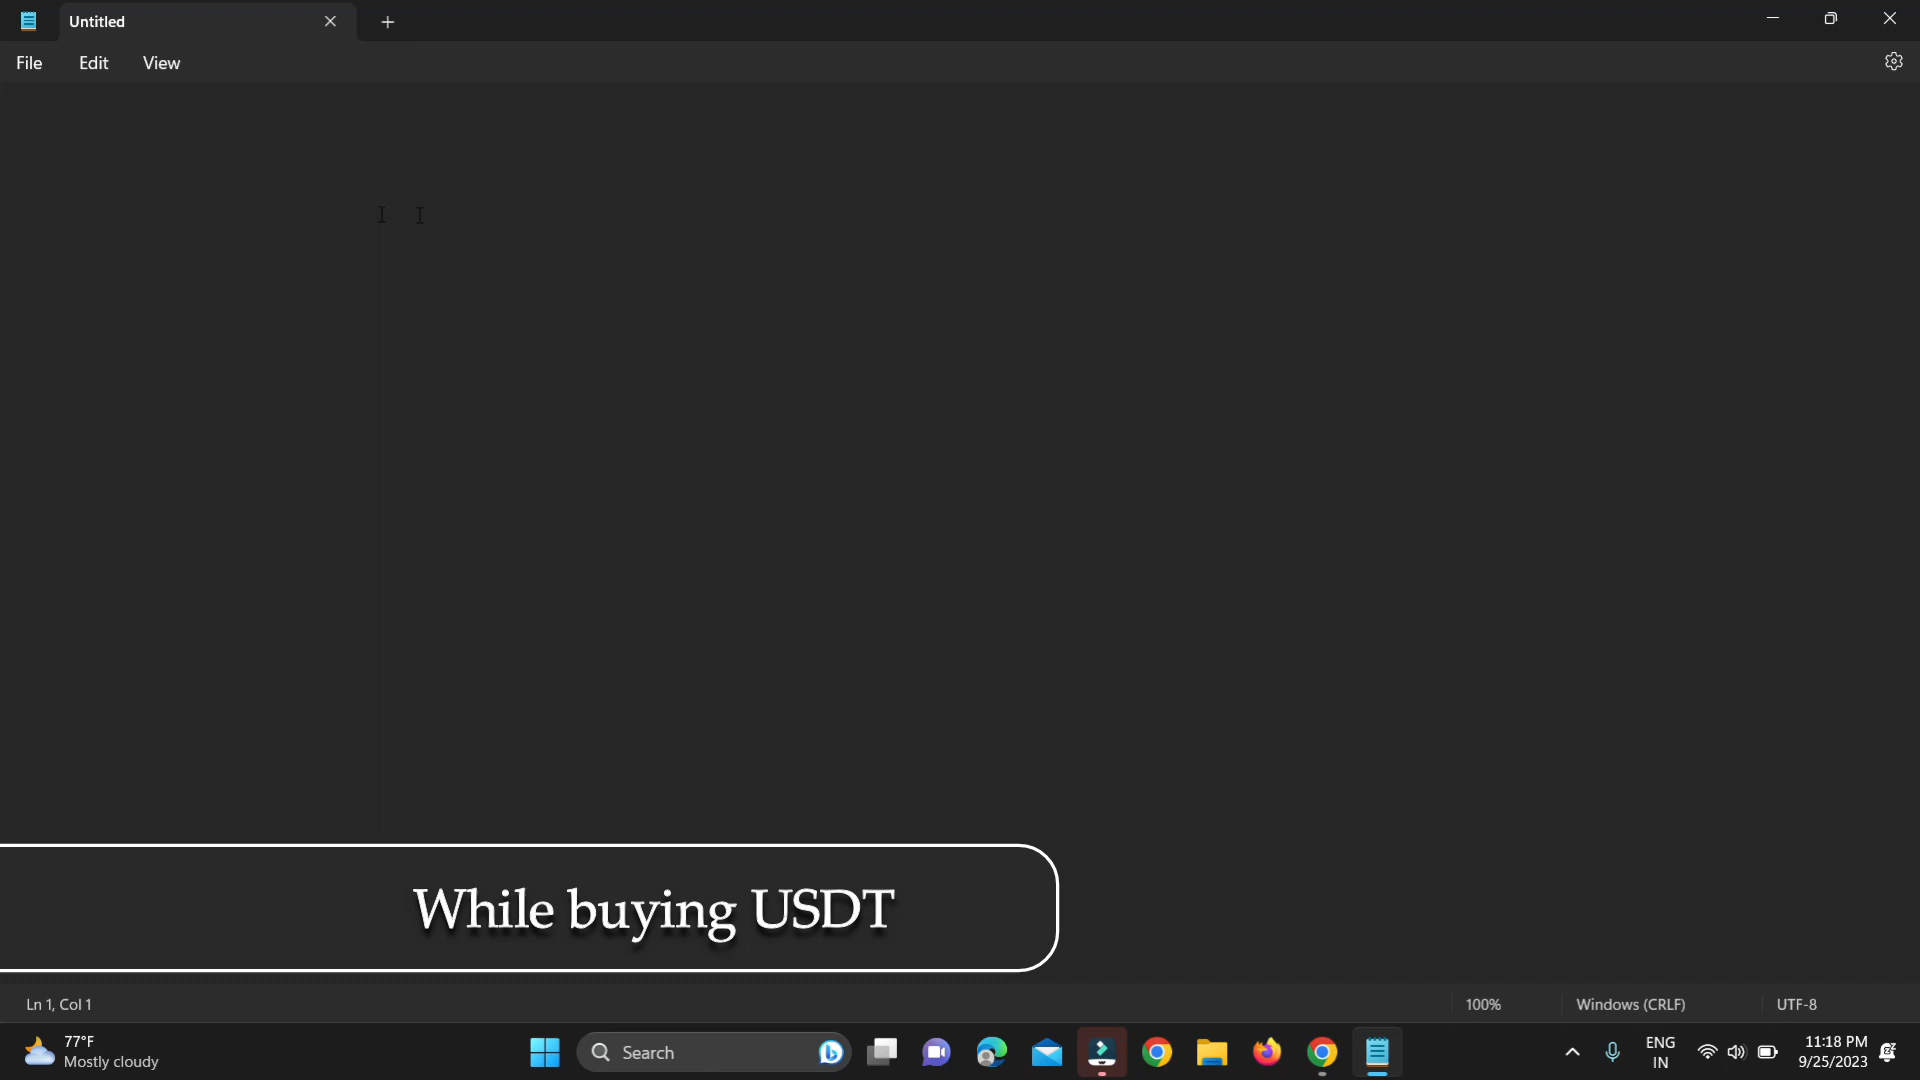 Untitled
File Edit View
While buying USDT
Ln 1, Col 1
100%
Windows (CRLF)
UTF-8
77°F
Mostly cloudy
Search
ENG
IN
11:18 PM
9/25/2023